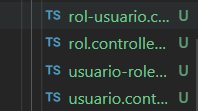 TS rol-usuario.c... U
TS rol.controlle... U
TS usuario-role... U
TS usuario.cont... U